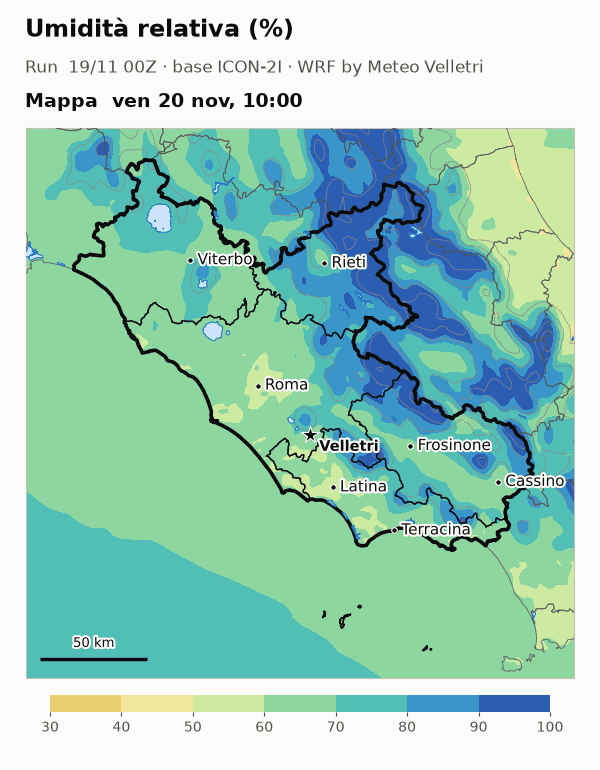 Umidità relativa (%)
Run 19/11 00Z · base ICON-2I · WRF by Meteo Velletri
Mappa ven 20 nov, 10:00
Viterbo
Rieti
Roma
Velletri
Frosinone
Cassino
Latina
Terracina
50 km
30 40 50 60 70 80 90 100